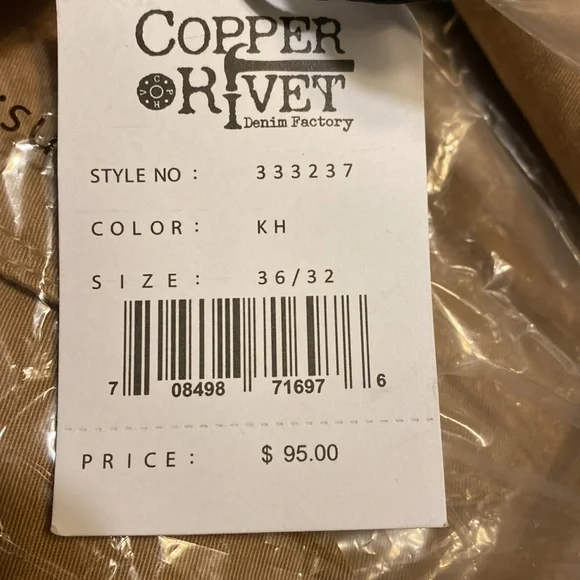 COPPER
RIVET
Denim Factory
STYLE NO : 333237
COLOR : KH
SIZE : 36/32
7 08498 71697 6
PRICE : $ 95.00